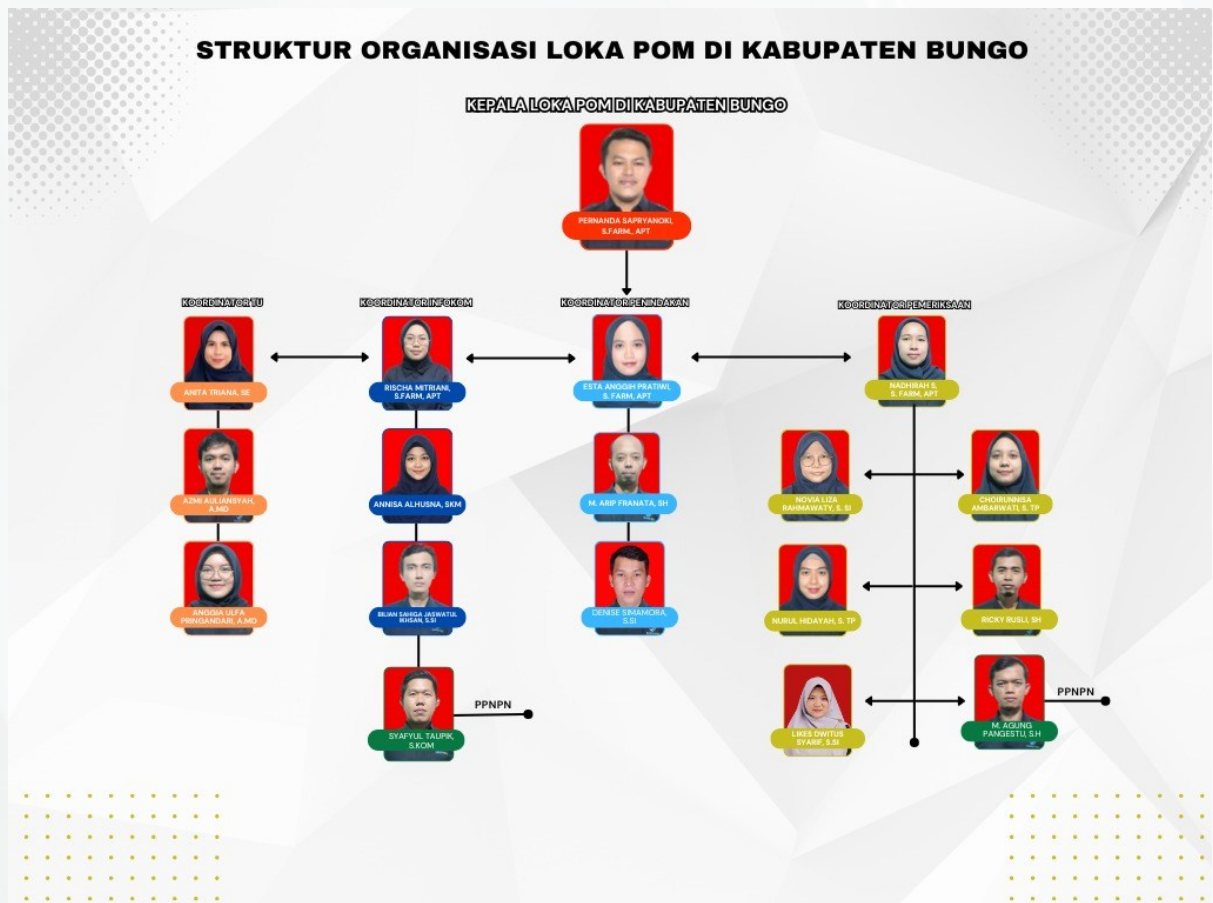 STRUKTUR ORGANISASI LOKA POM DI KABUPATEN BUNGO
KEPALA LOKA POM DI KABUPATEN BUNGO
PERNANDA SAPRYANOKI,
S.FARM., APT
KOORDINATOR TU
KOORDINATOR INFOKOM
KOORDINATOR PENINDAKAN
KOORDINATOR PEMERIKSAAN
ANITA TRIANA, SE
RISCHA MITRIANI,
S.FARM, APT
ESTA ANGGIH PRATIWI,
S. FARM, APT
NADHIRAH S,
S. FARM, APT
AZMI AULIANSYAH,
A.MD
ANNISA ALHUSNA, SKM
M. ARIP FRANATA, SH
NOVIA LIZA
RAHMAWATY, S. SI
CHOIRUNNISA
AMBARWATI, S. TP
ANGGIA ULFA
PRINGANDARI, A.MD
BILIAN SAHIGA JASWATUL
IKHSAN, S.SI
DENISE SIMAMORA,
S.SI
NURUL HIDAYAH, S. TP
RICKY RUSLI, SH
SYAFYUL TAUPIK,
S.KOM
PPNPN
LIKES DWITUS
SYARIF, S.SI
M. AGUNG
PANGESTU, S.H
PPNPN